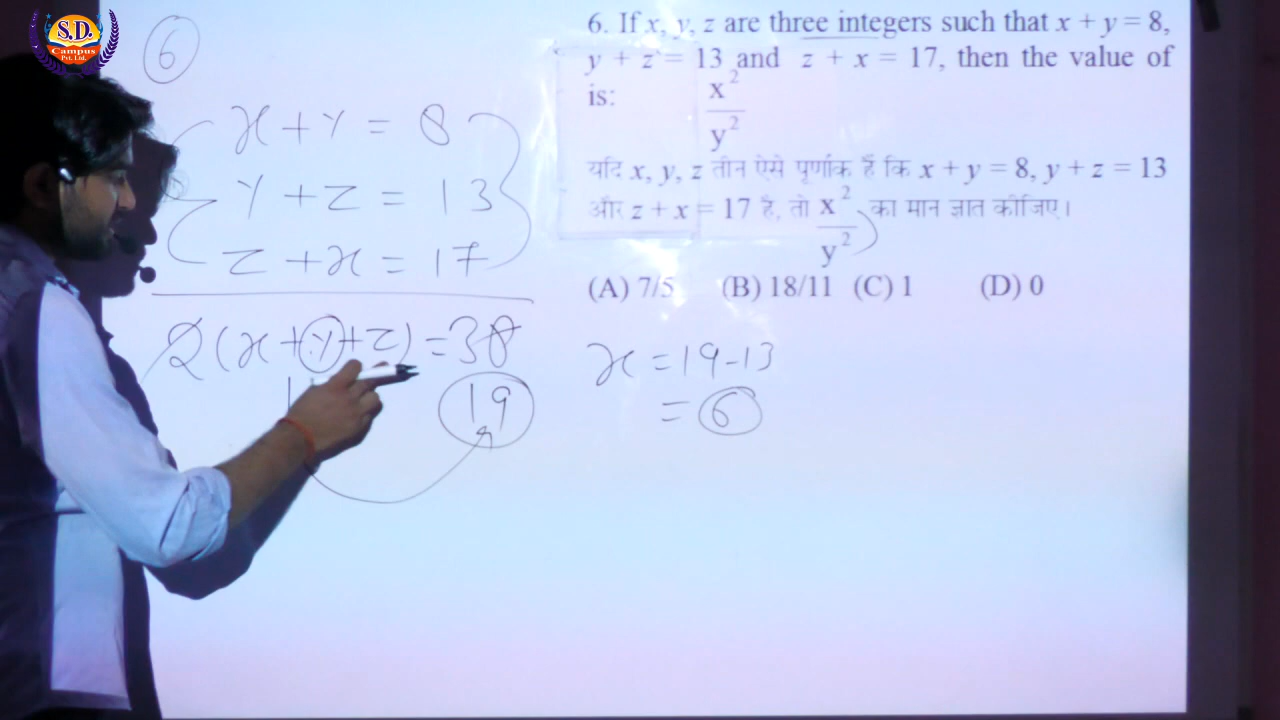 S.D.
Campus
Pvt. Ltd.
6
x + y = 8
y + z = 13
z + x = 17
2 (x + y + z) = 38
19
6. If x, y, z are three integers such that x + y = 8,
y + z = 13 and z + x = 17, then the value of
is: x²/y²
यदि x, y, z तीन ऐसे पूर्णांक हैं कि x + y = 8, y + z = 13
और z + x = 17 है, तो x²/y² का मान ज्ञात कीजिए।
(A) 7/5 (B) 18/11 (C) 1 (D) 0
x = 19 - 13
= 6